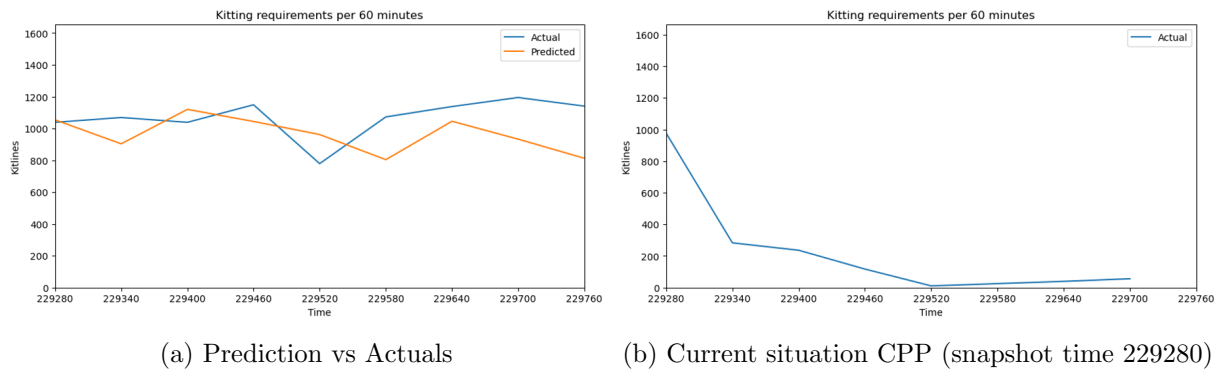 Kitting requirements per 60 minutes
1600
1400
1200
1000
800
600
400
200
0
Kitlines
Actual
Predicted
229280 229340 229400 229460 229520 229580 229640 229700 229760
Time
(a) Prediction vs Actuals
Kitting requirements per 60 minutes
1600
1400
1200
1000
800
600
400
200
0
Kitlines
Actual
229280 229340 229400 229460 229520 229580 229640 229700 229760
Time
(b) Current situation CPP (snapshot time 229280)